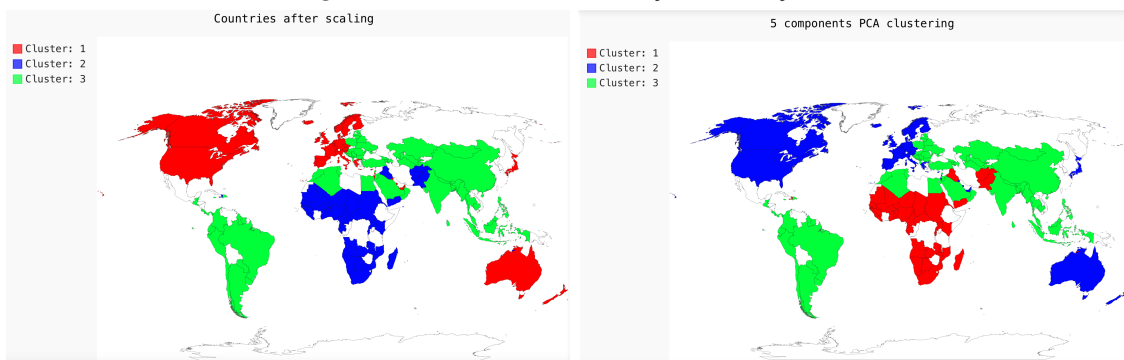 Countries after scaling
Cluster: 1
Cluster: 2
Cluster: 3
5 components PCA clustering
Cluster: 1
Cluster: 2
Cluster: 3